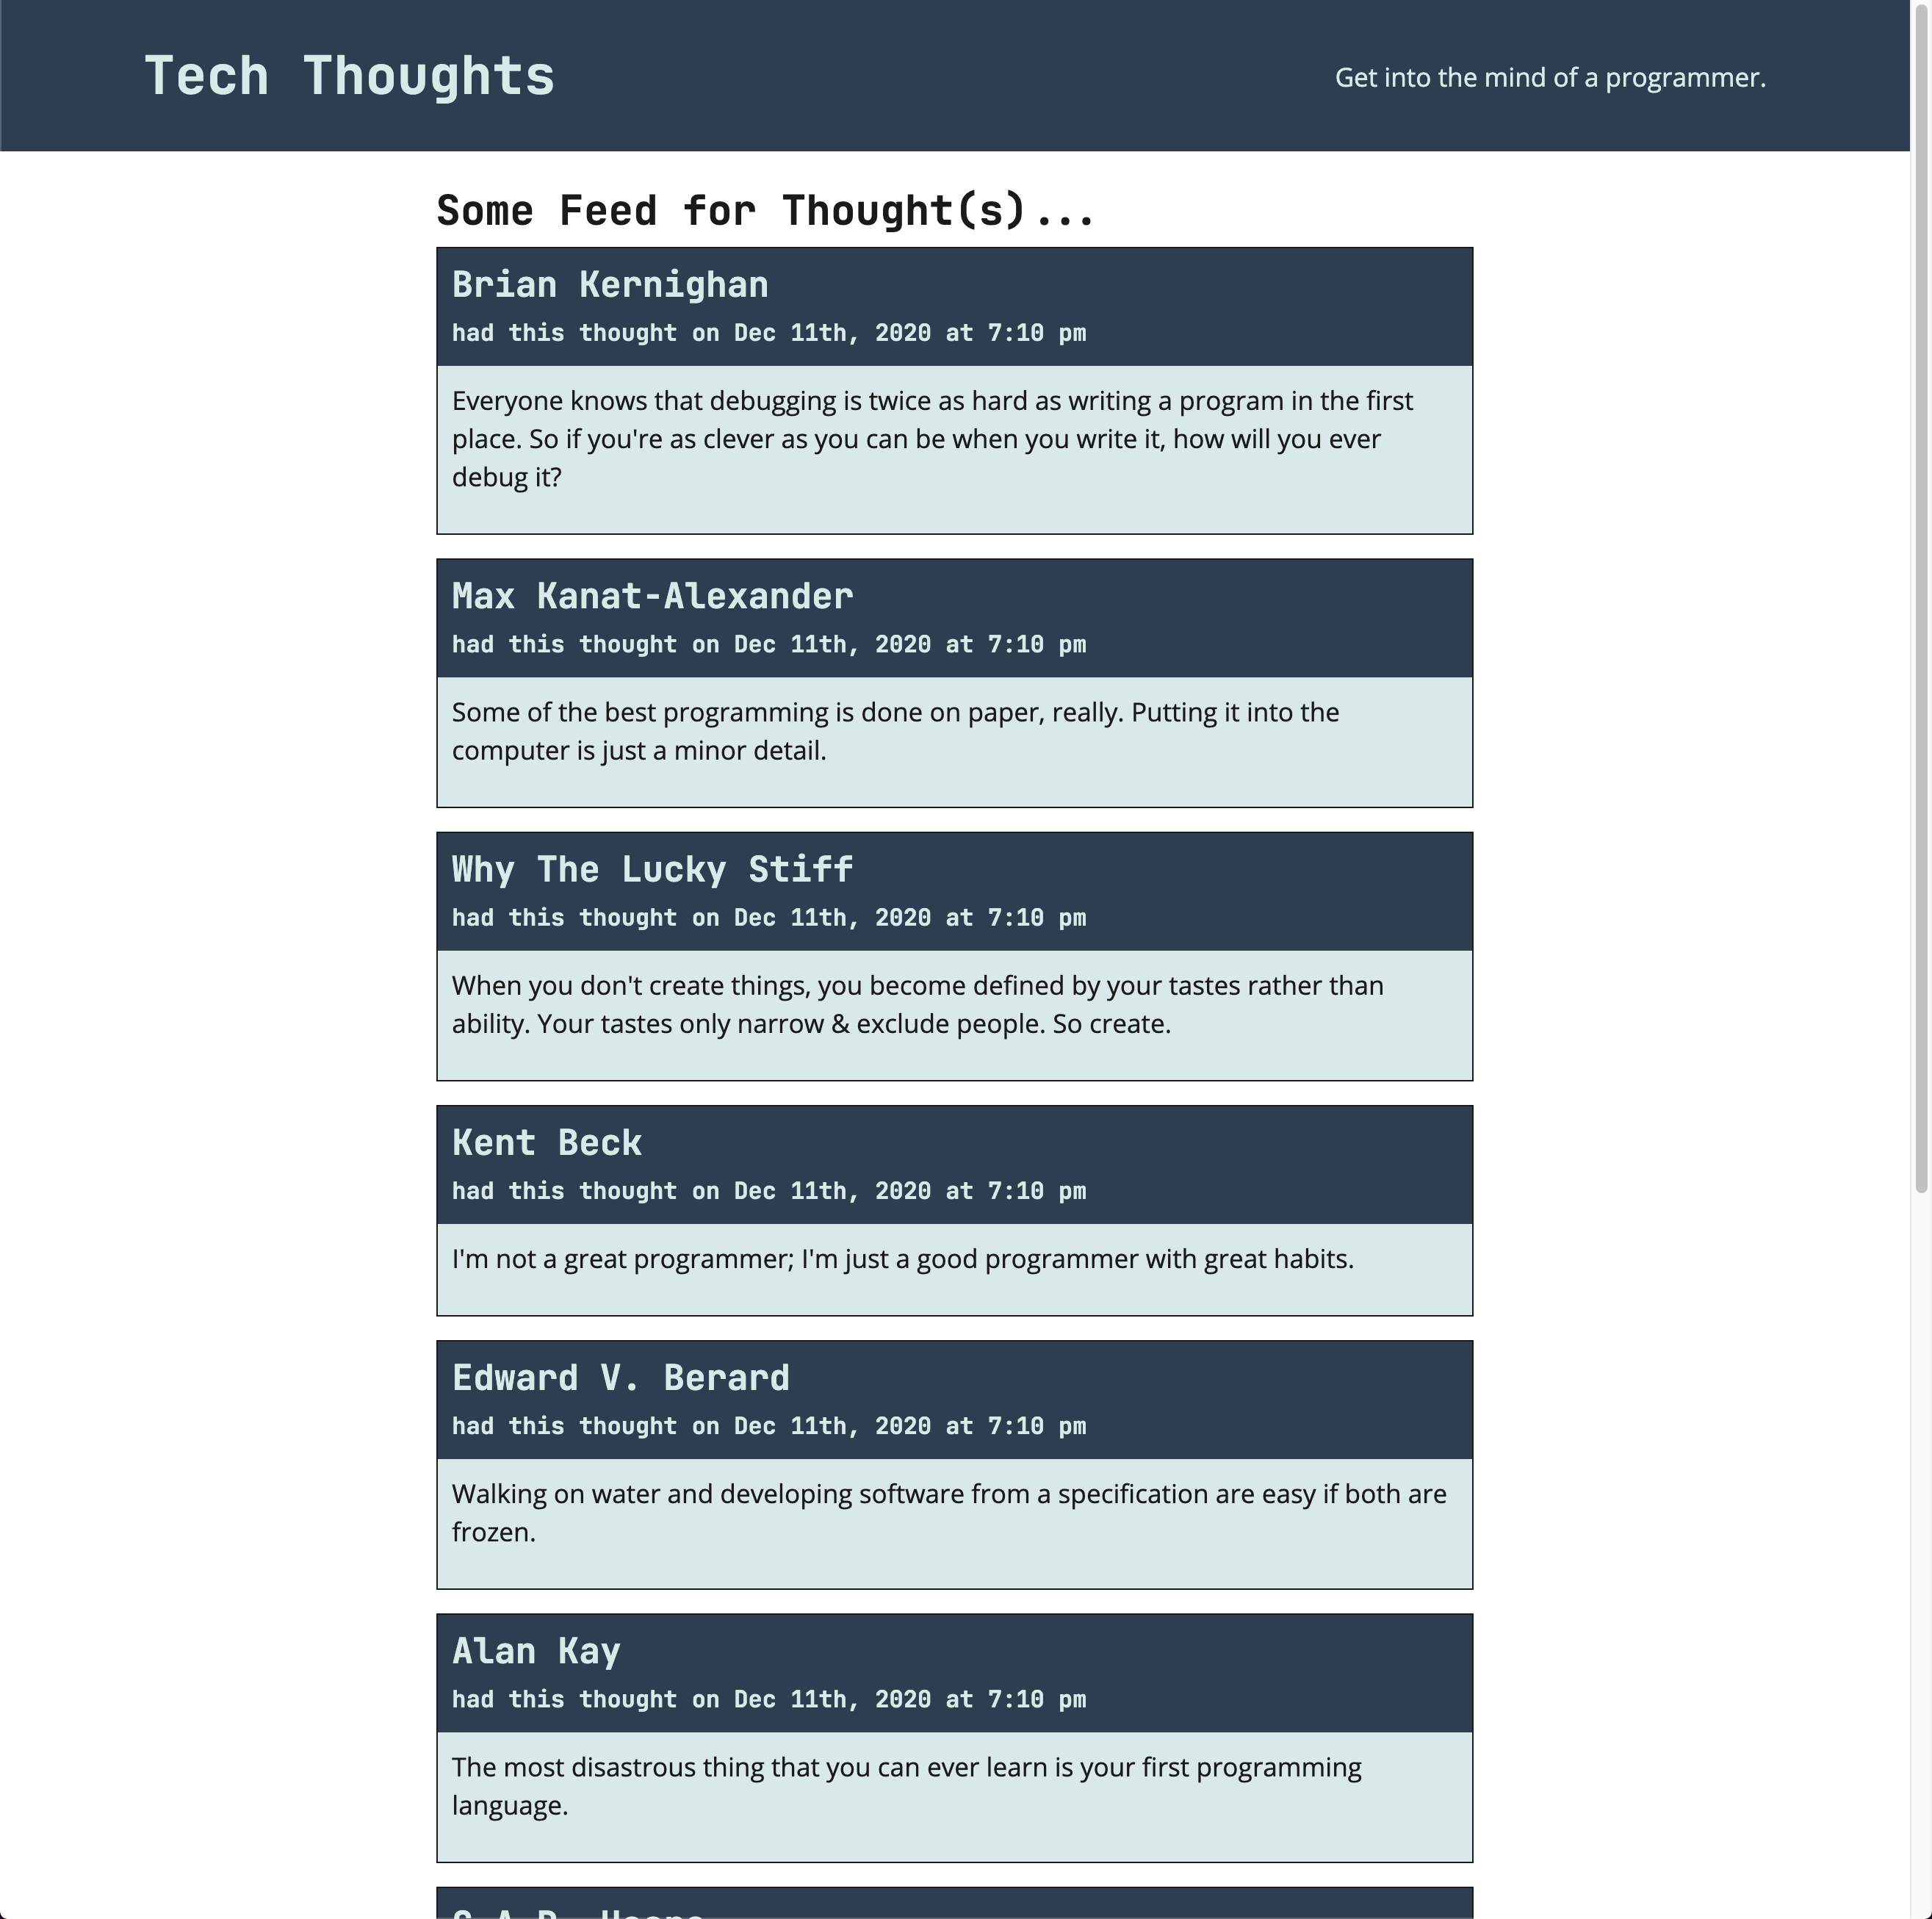 Tech Thoughts
Get into the mind of a programmer.
Some Feed for Thought(s)...
Brian Kernighan
had this thought on Dec 11th, 2020 at 7:10 pm
Everyone knows that debugging is twice as hard as writing a program in the first
place. So if you're as clever as you can be when you write it, how will you ever
debug it?
Max Kanat-Alexander
had this thought on Dec 11th, 2020 at 7:10 pm
Some of the best programming is done on paper, really. Putting it into the
computer is just a minor detail.
Why The Lucky Stiff
had this thought on Dec 11th, 2020 at 7:10 pm
When you don't create things, you become defined by your tastes rather than
ability. Your tastes only narrow & exclude people. So create.
Kent Beck
had this thought on Dec 11th, 2020 at 7:10 pm
I'm not a great programmer; I'm just a good programmer with great habits.
Edward V. Berard
had this thought on Dec 11th, 2020 at 7:10 pm
Walking on water and developing software from a specification are easy if both are
frozen.
Alan Kay
had this thought on Dec 11th, 2020 at 7:10 pm
The most disastrous thing that you can ever learn is your first programming
language.